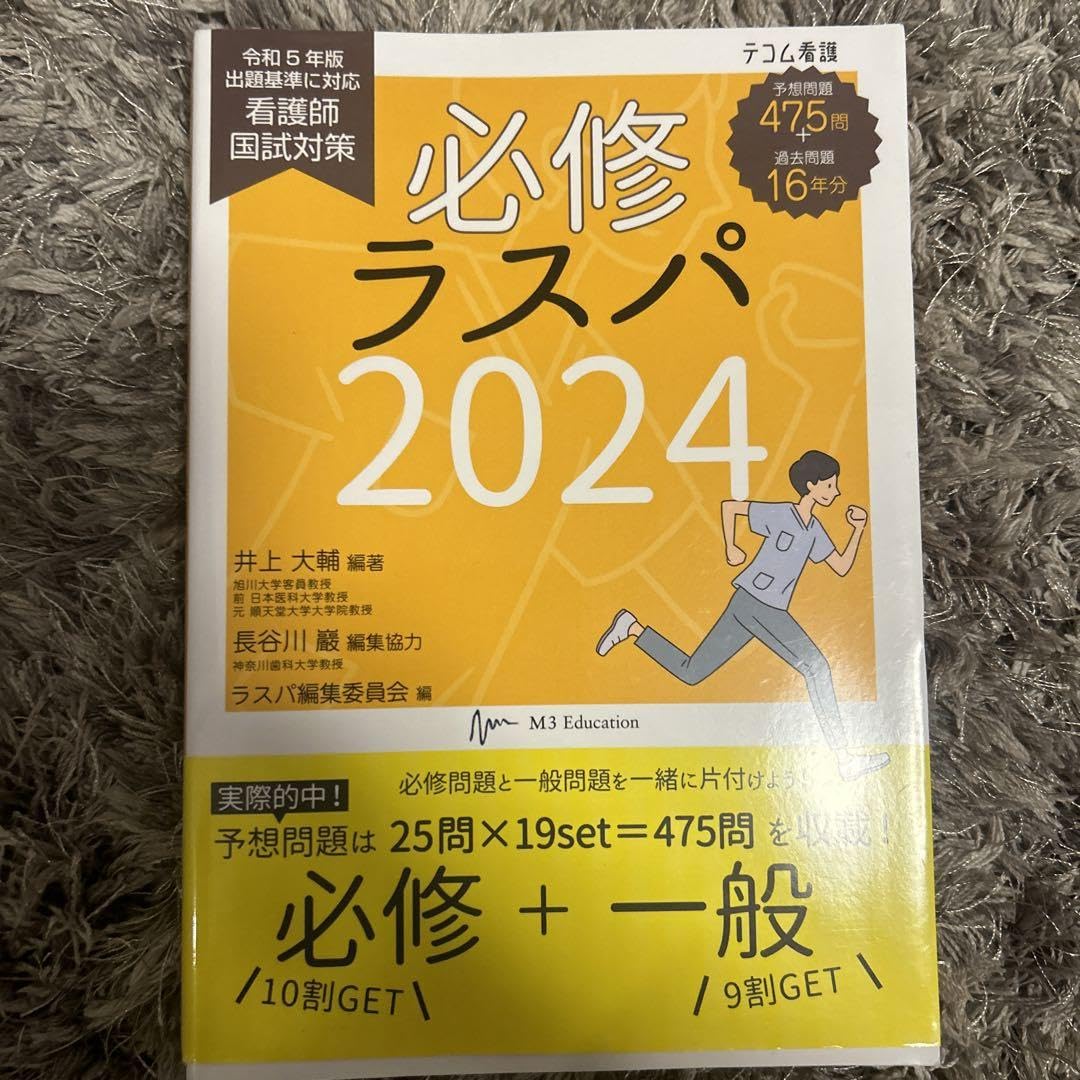 令和5年版
出題基準に対応
看護師
国試対策
テコム看護
予想問題
475問
+
過去問題
16年分
必修
ラスパ
2024
井上 大輔 編著
旭川大学客員教授
前 日本医科大学教授
元 順天堂大学大学院教授
長谷川 巖 編集協力
神奈川歯科大学教授
ラスパ編集委員会 編
M3 Education
必修問題と一般問題を一緒に片付けよう!
実際的中!
予想問題は 25問×19set=475問 を収載!
必修 + 一般
10割GET
9割GET